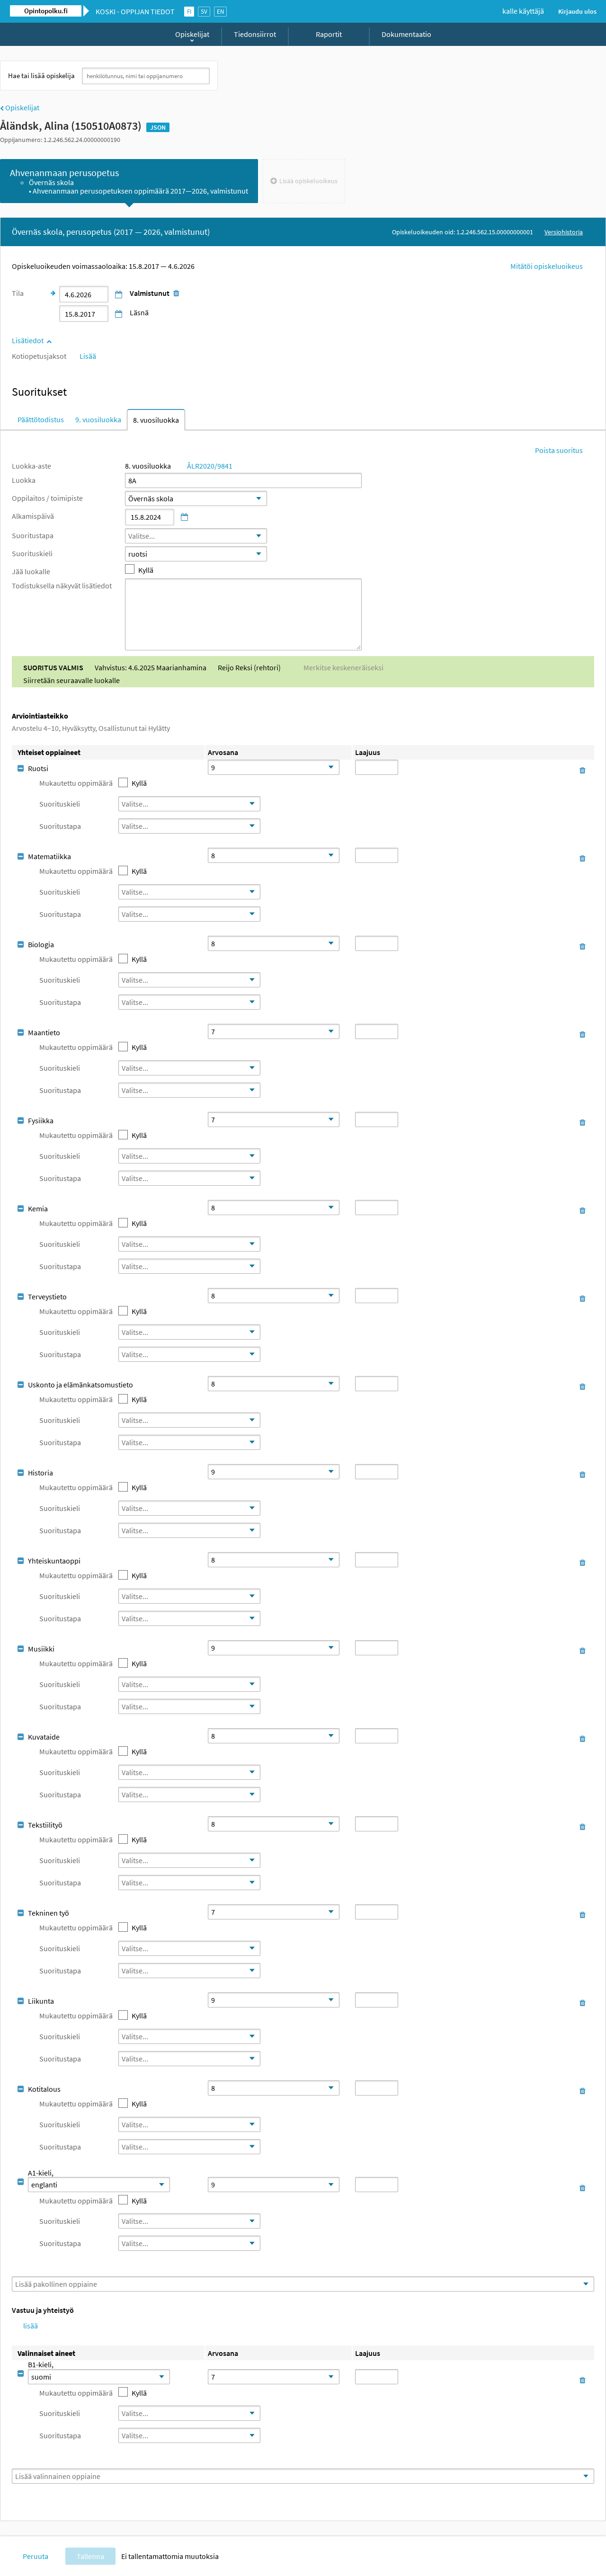 Opintopolku.fi KOSKI - OPPIJAN TIEDOT FI SV EN kalle käyttäjä Kirjaudu ulos
Opiskelijat Tiedonsiirrot Raportit Dokumentaatio
Hae tai lisää opiskelija henkilötunnus, nimi tai oppijanumero
Opiskelijat
Åländsk, Alina (150510A0873) JSON
Oppijanumero: 1.2.246.562.24.00000000190
Ahvenanmaan perusopetus
Övernäs skola
• Ahvenanmaan perusopetuksen oppimäärä 2017—2026, valmistunut
Lisää opiskeluoikeus
Övernäs skola, perusopetus (2017 — 2026, valmistunut) Opiskeluoikeuden oid: 1.2.246.562.15.00000000001 Versiohistoria
Opiskeluoikeuden voimassaoloaika: 15.8.2017 — 4.6.2026 Mitätöi opiskeluoikeus
Tila 4.6.2026 Valmistunut
15.8.2017 Läsnä
Lisätiedot
Kotiopetusjaksot Lisää
Suoritukset
Päättötodistus 9. vuosiluokka 8. vuosiluokka
Poista suoritus
Luokka-aste 8. vuosiluokka ÅLR2020/9841
Luokka 8A
Oppilaitos / toimipiste Övernäs skola
Alkamispäivä 15.8.2024
Suoritustapa Valitse...
Suorituskieli ruotsi
Jää luokalle Kyllä
Todistuksella näkyvät lisätiedot
SUORITUS VALMIS Vahvistus: 4.6.2025 Maarianhamina Reijo Reksi (rehtori) Merkitse keskeneräiseksi
Siirretään seuraavalle luokalle
Arviointiasteikko
Arvostelu 4–10, Hyväksytty, Osallistunut tai Hylätty
Yhteiset oppiaineet Arvosana Laajuus
Ruotsi 9
Mukautettu oppimäärä Kyllä
Suorituskieli Valitse...
Suoritustapa Valitse...
Matematiikka 8
Mukautettu oppimäärä Kyllä
Suorituskieli Valitse...
Suoritustapa Valitse...
Biologia 8
Mukautettu oppimäärä Kyllä
Suorituskieli Valitse...
Suoritustapa Valitse...
Maantieto 7
Mukautettu oppimäärä Kyllä
Suorituskieli Valitse...
Suoritustapa Valitse...
Fysiikka 7
Mukautettu oppimäärä Kyllä
Suorituskieli Valitse...
Suoritustapa Valitse...
Kemia 8
Mukautettu oppimäärä Kyllä
Suorituskieli Valitse...
Suoritustapa Valitse...
Terveystieto 8
Mukautettu oppimäärä Kyllä
Suorituskieli Valitse...
Suoritustapa Valitse...
Uskonto ja elämänkatsomustieto 8
Mukautettu oppimäärä Kyllä
Suorituskieli Valitse...
Suoritustapa Valitse...
Historia 9
Mukautettu oppimäärä Kyllä
Suorituskieli Valitse...
Suoritustapa Valitse...
Yhteiskuntaoppi 8
Mukautettu oppimäärä Kyllä
Suorituskieli Valitse...
Suoritustapa Valitse...
Musiikki 9
Mukautettu oppimäärä Kyllä
Suorituskieli Valitse...
Suoritustapa Valitse...
Kuvataide 8
Mukautettu oppimäärä Kyllä
Suorituskieli Valitse...
Suoritustapa Valitse...
Tekstiilityö 8
Mukautettu oppimäärä Kyllä
Suorituskieli Valitse...
Suoritustapa Valitse...
Tekninen työ 7
Mukautettu oppimäärä Kyllä
Suorituskieli Valitse...
Suoritustapa Valitse...
Liikunta 9
Mukautettu oppimäärä Kyllä
Suorituskieli Valitse...
Suoritustapa Valitse...
Kotitalous 8
Mukautettu oppimäärä Kyllä
Suorituskieli Valitse...
Suoritustapa Valitse...
A1-kieli,
englanti 9
Mukautettu oppimäärä Kyllä
Suorituskieli Valitse...
Suoritustapa Valitse...
Lisää pakollinen oppiaine
Vastuu ja yhteistyö
lisää
Valinnaiset aineet Arvosana Laajuus
B1-kieli,
suomi 7
Mukautettu oppimäärä Kyllä
Suorituskieli Valitse...
Suoritustapa Valitse...
Lisää valinnainen oppiaine
Peruuta Tallenna Ei tallentamattomia muutoksia